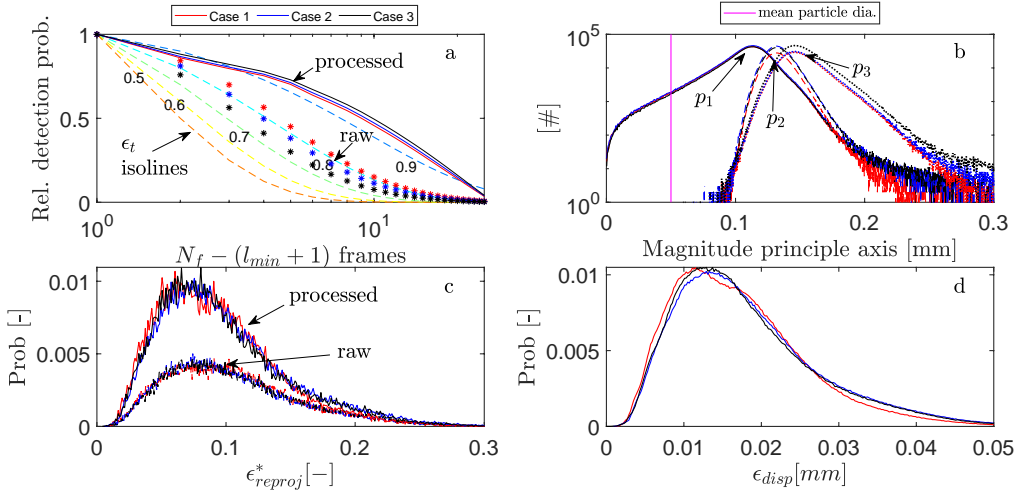 Case 1 Case 2 Case 3
mean particle dia.
Rel. detection prob.
1
0.5
0
10^0
10^1
N_f − (l_min + 1) frames
a
processed
raw
0.5
0.6
0.7
0.8
0.9
ϵ_t
isolines
[#]
10^5
10^0
0
0.1
0.2
0.3
Magnitude principle axis [mm]
b
p_1
p_2
p_3
Prob [-]
0.01
0.005
0
0
0.1
0.2
0.3
ϵ*_reproj [−]
c
processed
raw
Prob [-]
0.01
0.005
0
0
0.01
0.02
0.03
0.04
0.05
ϵ_disp [mm]
d